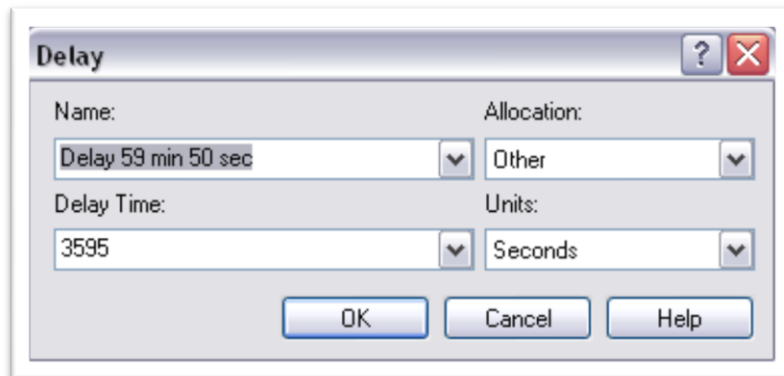 Delay
Name: Allocation:
Delay 59 min 50 sec Other
Delay Time: Units:
3595 Seconds
OK Cancel Help